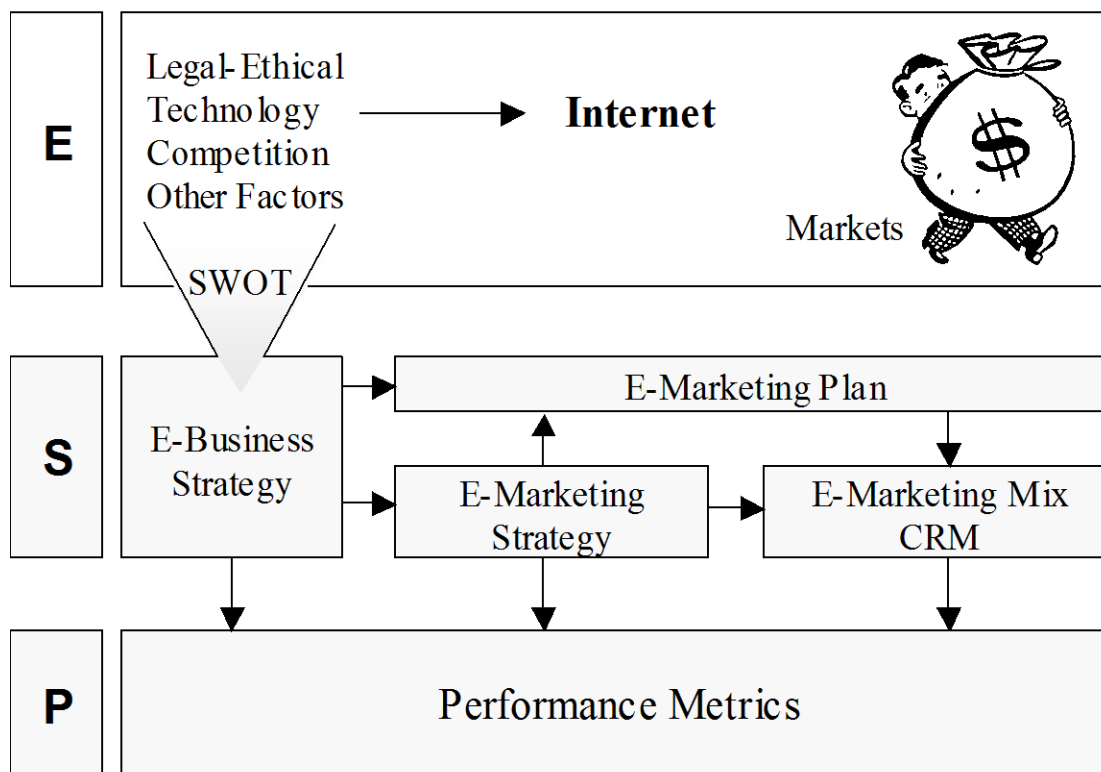 E
Legal-Ethical
Technology
Competition
Other Factors
Internet
$
Markets
SWOT
S
E-Business
Strategy
E-Marketing Plan
E-Marketing
Strategy
E-Marketing Mix
CRM
P
Performance Metrics